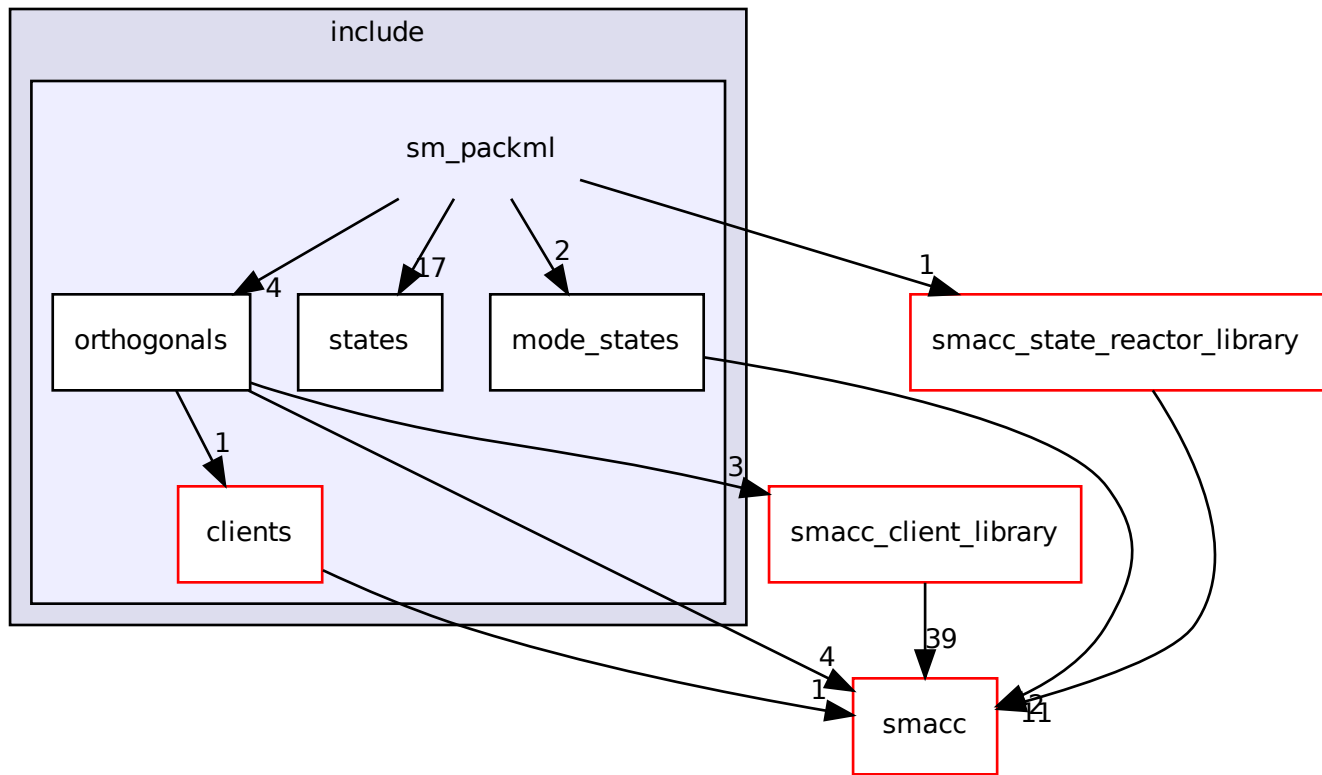 include
sm_packml
1
2
17
4
orthogonals
states
mode_states
smacc_state_reactor_library
1
3
clients
smacc_client_library
39
4
1
2
11
smacc